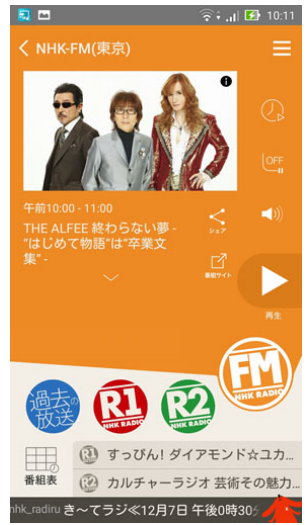 10:11
NHK-FM(東京)
OFF
午前10:00 - 11:00
THE ALFEE 終わらない夢 -
“はじめて物語”は“卒業文
集” -
シェア
番組サイト
再生
過去の
放送
R1
NHK RADIO
R2
NHK RADIO
FM
NHK RADIO
番組表
R1 すっぴん! ダイアモンド☆ユカ...
R2 カルチャーラジオ 芸術その魅力...
nhk_radiru き～てラジ≪12月7日 午後0時30